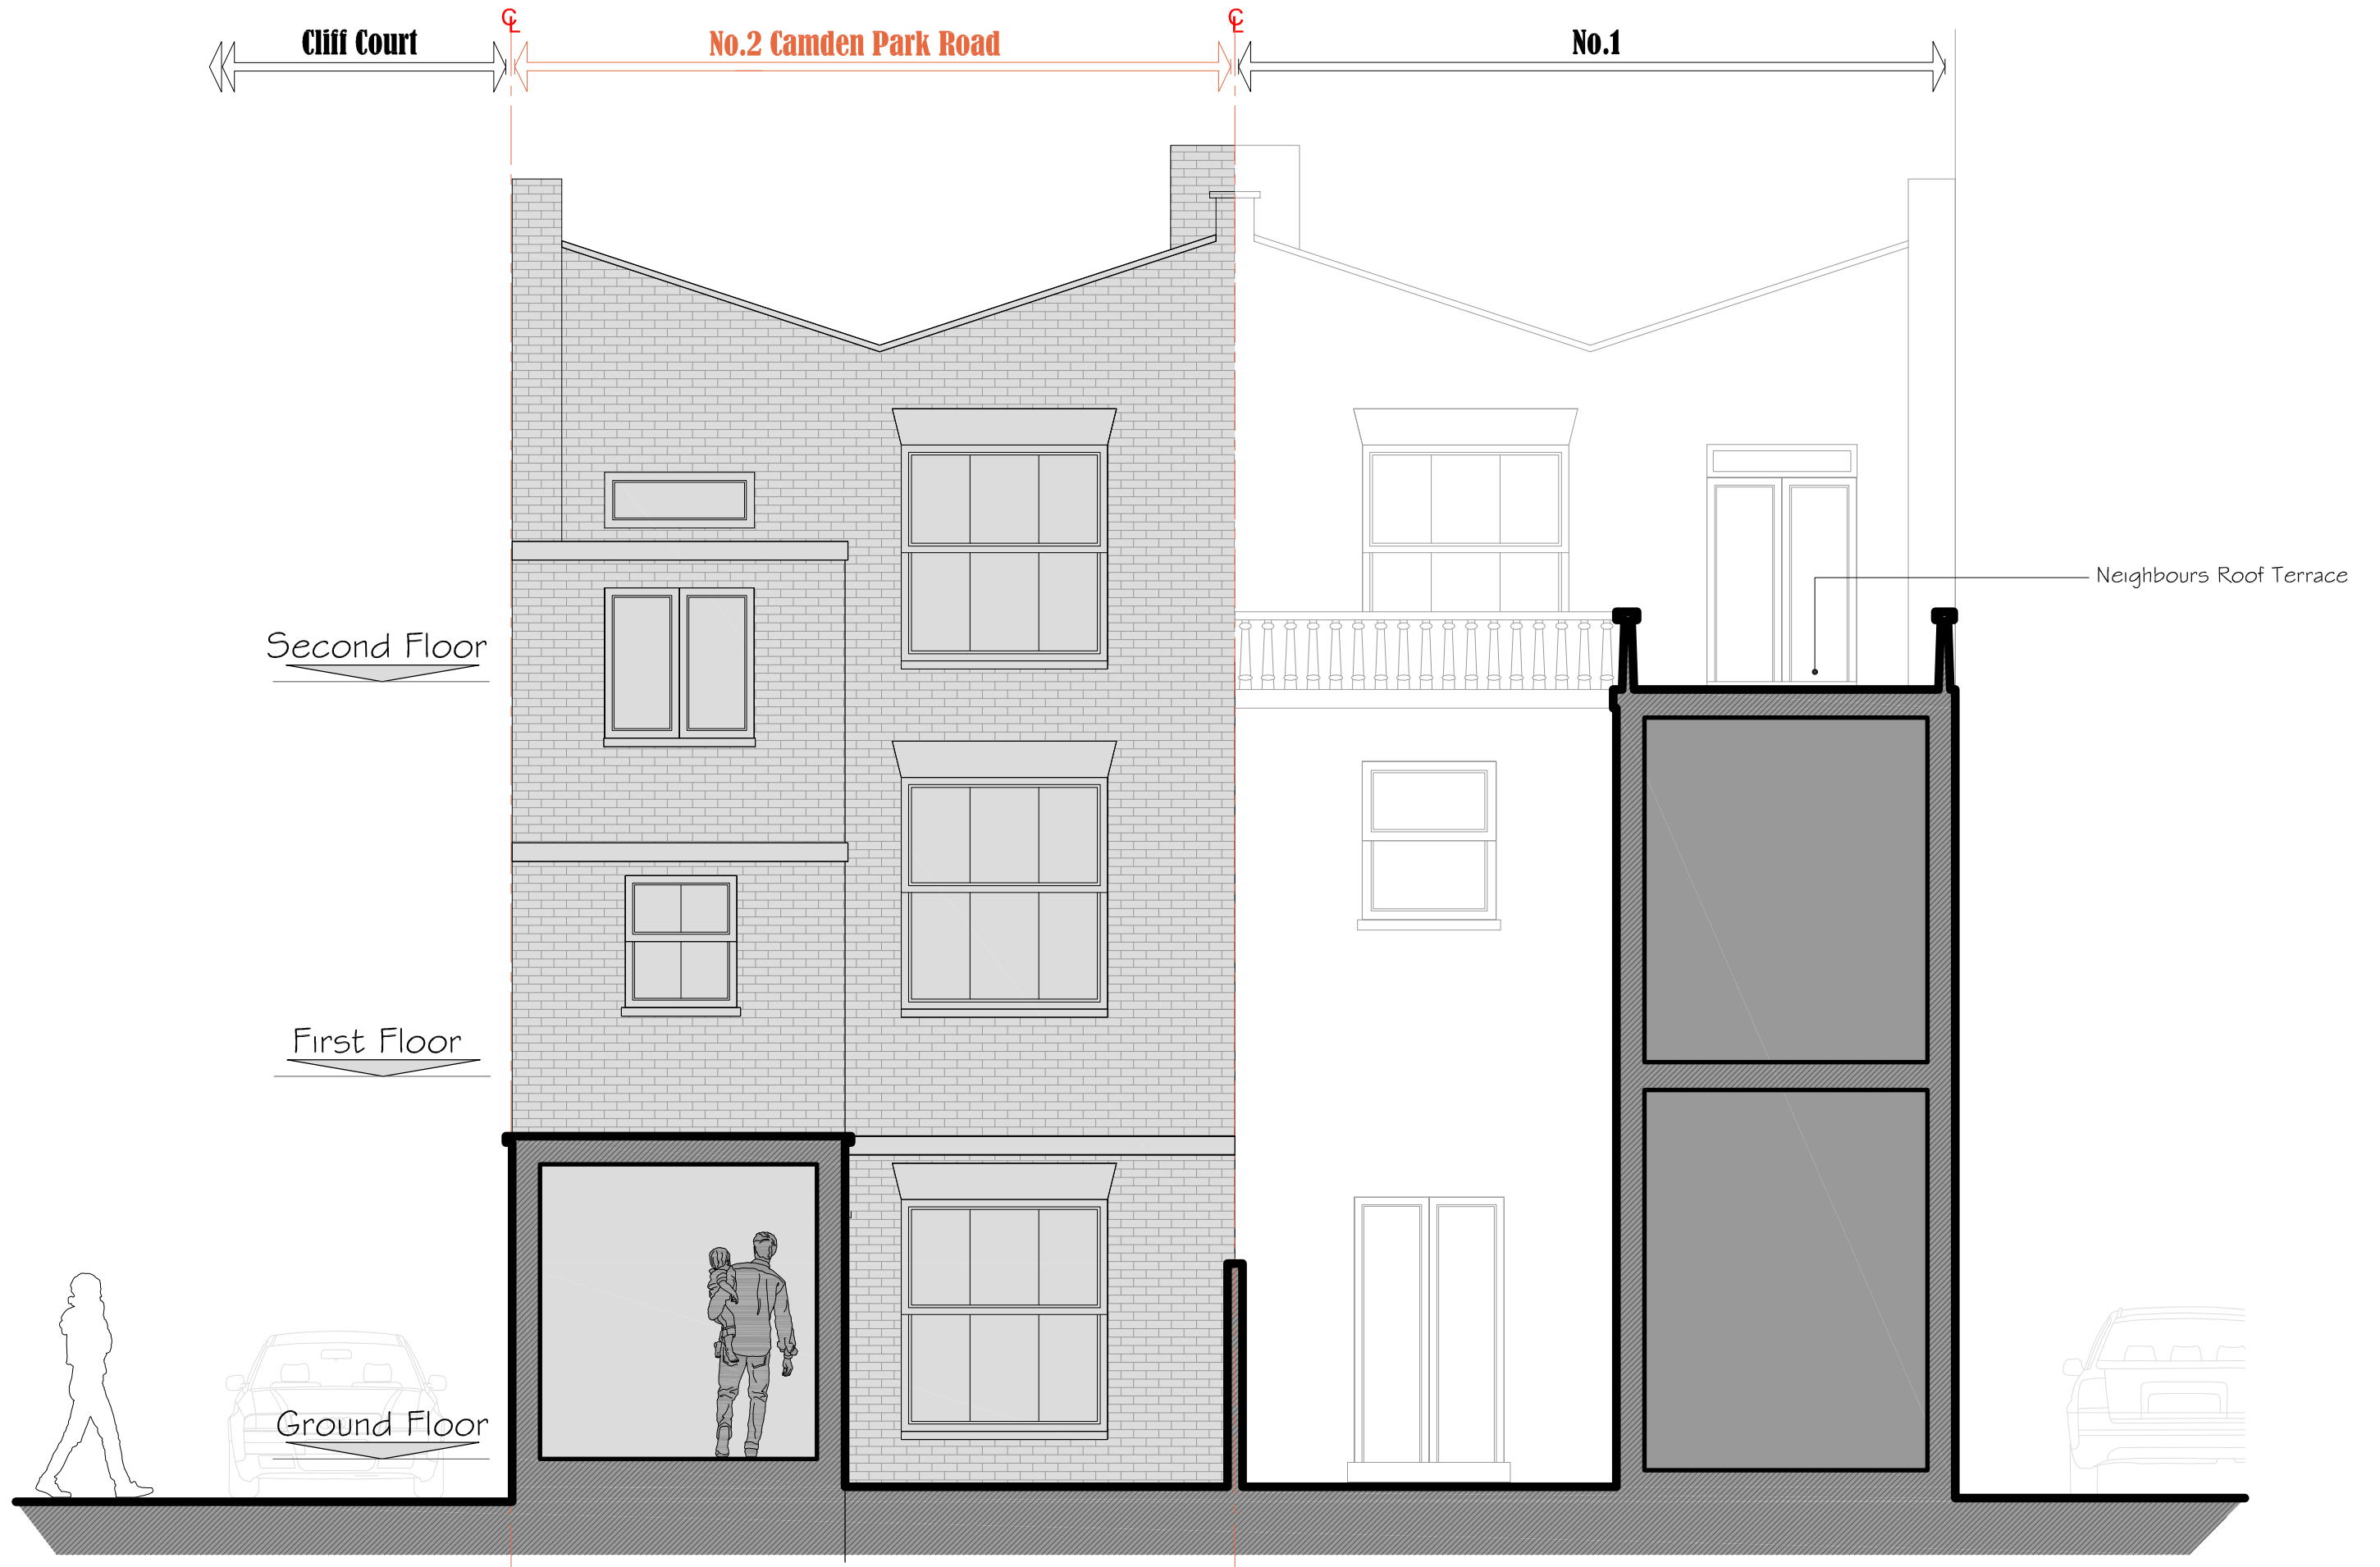 ℄ ℄
Cliff Court No.2 Camden Park Road No.1
Neighbours Roof Terrace
Second Floor
First Floor
Ground Floor